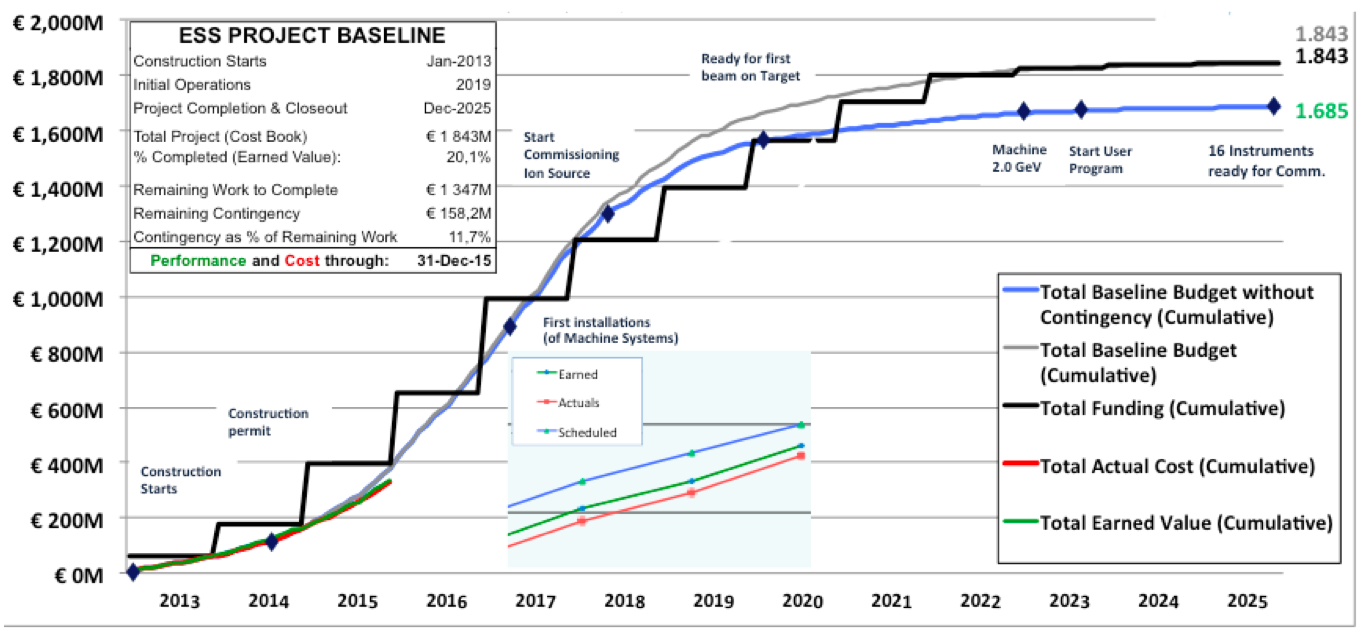 € 2,000M
€ 1,800M
€ 1,600M
€ 1,400M
€ 1,200M
€ 1,000M
€ 800M
€ 600M
€ 400M
€ 200M
€ 0M
ESS PROJECT BASELINE
Construction Starts Jan-2013
Initial Operations 2019
Project Completion & Closeout Dec-2025
Total Project (Cost Book) € 1 843M
% Completed (Earned Value): 20,1%
Remaining Work to Complete € 1 347M
Remaining Contingency € 158,2M
Contingency as % of Remaining Work 11,7%
Performance and Cost through: 31-Dec-15
Construction
Starts
Construction
permit
Start
Commissioning
Ion Source
First installations
(of Machine Systems)
Ready for first
beam on Target
Machine
2.0 GeV
Start User
Program
16 Instruments
ready for Comm.
1.843
1.843
1.685
Earned
Actuals
Scheduled
Total Baseline Budget without
Contingency (Cumulative)
Total Baseline Budget
(Cumulative)
Total Funding (Cumulative)
Total Actual Cost (Cumulative)
Total Earned Value (Cumulative)
2013 2014 2015 2016 2017 2018 2019 2020 2021 2022 2023 2024 2025